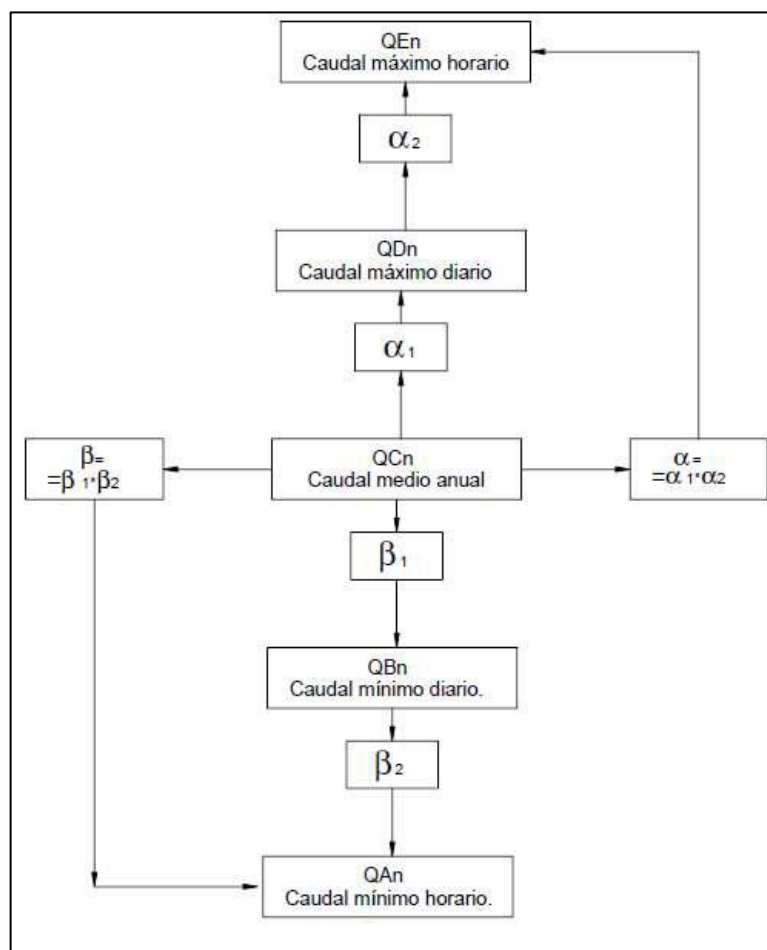 QEn
Caudal máximo horario
α2
QDn
Caudal máximo diario
α1
β=
=β1*β2
QCn
Caudal medio anual
α=
=α1*α2
β1
QBn
Caudal mínimo diario.
β2
QAn
Caudal mínimo horario.